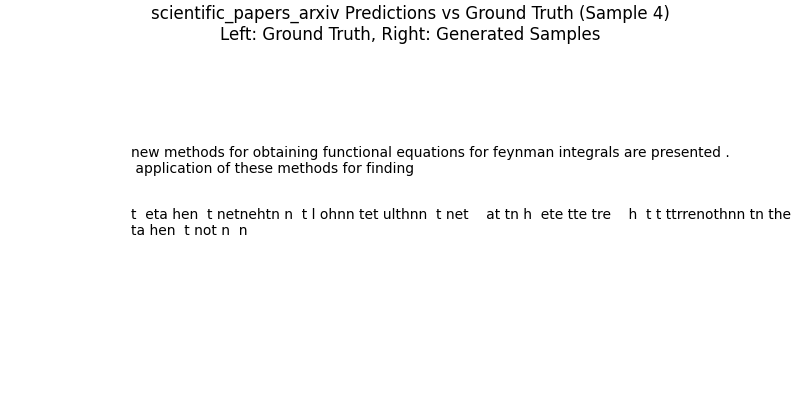 scientific_papers_arxiv Predictions vs Ground Truth (Sample 4)
Left: Ground Truth, Right: Generated Samples
new methods for obtaining functional equations for feynman integrals are presented .
 application of these methods for finding
t  eta hen  t netnehtn n  t l ohnn tet ulthnn  t net    at tn h  ete tte tre    h  t t ttrrenothnn tn the
ta hen  t not n  n